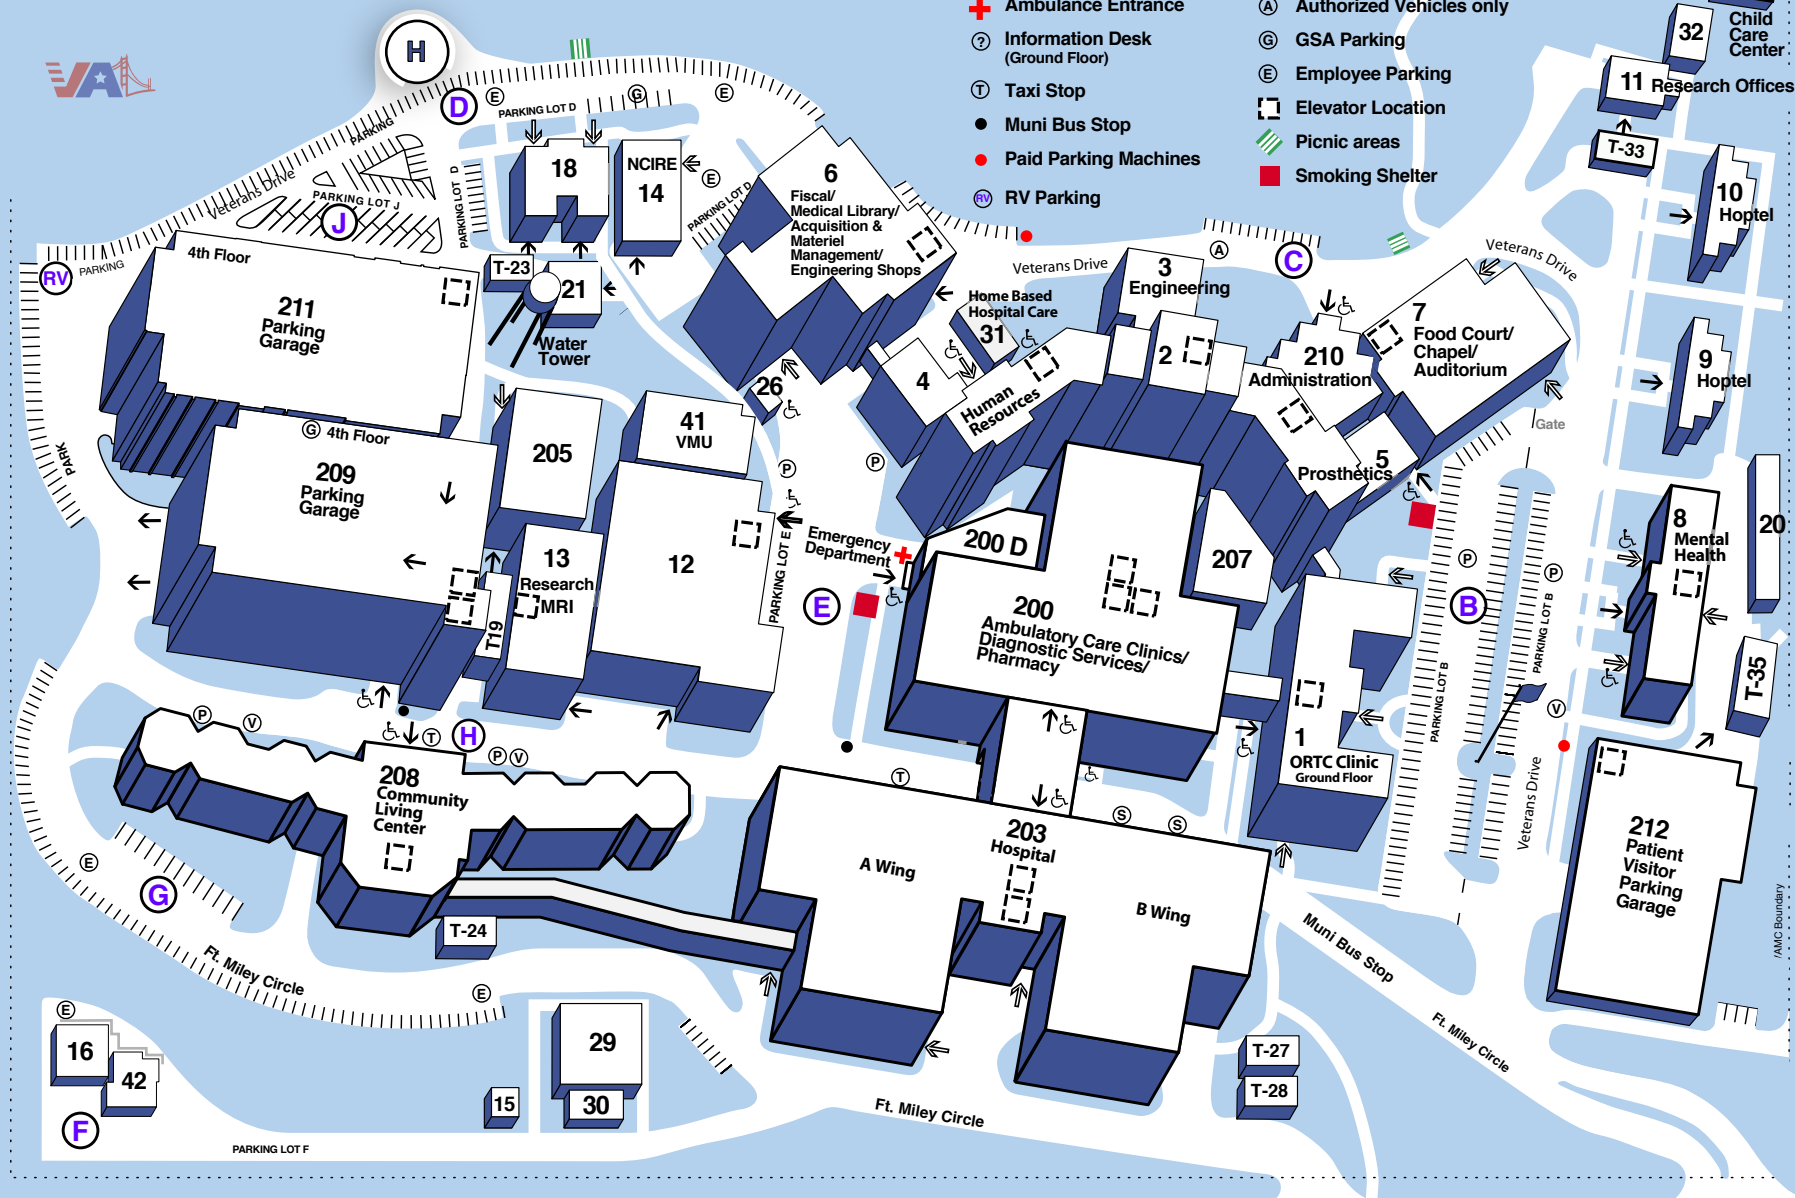 H
VA
D
E
PARKING LOT D
G
E
PARKING
Veterans Drive
PARKING LOT J
J
PARKING LOT D
RV
PARKING
Ambulance Entrance
? Information Desk
(Ground Floor)
T Taxi Stop
Muni Bus Stop
Paid Parking Machines
RV RV Parking
A Authorized Vehicles only
G GSA Parking
E Employee Parking
Elevator Location
Picnic areas
Smoking Shelter
32
Child
Care
Center
11 Research Offices
T-33
10
Hoptel
9
Hoptel
18
NCIRE
14
E
PARKING LOT D
6
Fiscal/
Medical Library/
Acquisition &
Materiel
Management/
Engineering Shops
4th Floor
211
Parking
Garage
T-23
21
Water
Tower
Veterans Drive
A
C
Veterans Drive
3
Engineering
Home Based
Hospital Care
31
2
4
Human
Resources
210
Administration
7
Food Court/
Chapel/
Auditorium
Gate
5
Prosthetics
26
41
VMU
205
G 4th Floor
209
Parking
Garage
PARK
P
P
13
Research
MRI
T19
12
PARKING LOT E
Emergency
Department
E
200 D
200
Ambulatory Care Clinics/
Diagnostic Services/
Pharmacy
207
P
B
P
PARKING LOT B
PARKING LOT B
V
Veterans Drive
8
Mental
Health
20
T-35
1
ORTC Clinic
Ground Floor
P
V
T
H
P V
208
Community
Living
Center
T
S
S
203
Hospital
A Wing
B Wing
212
Patient
Visitor
Parking
Garage
E
G
T-24
Ft. Miley Circle
E
Muni Bus Stop
Ft. Miley Circle
E
16
42
F
PARKING LOT F
15
29
30
Ft. Miley Circle
T-27
T-28